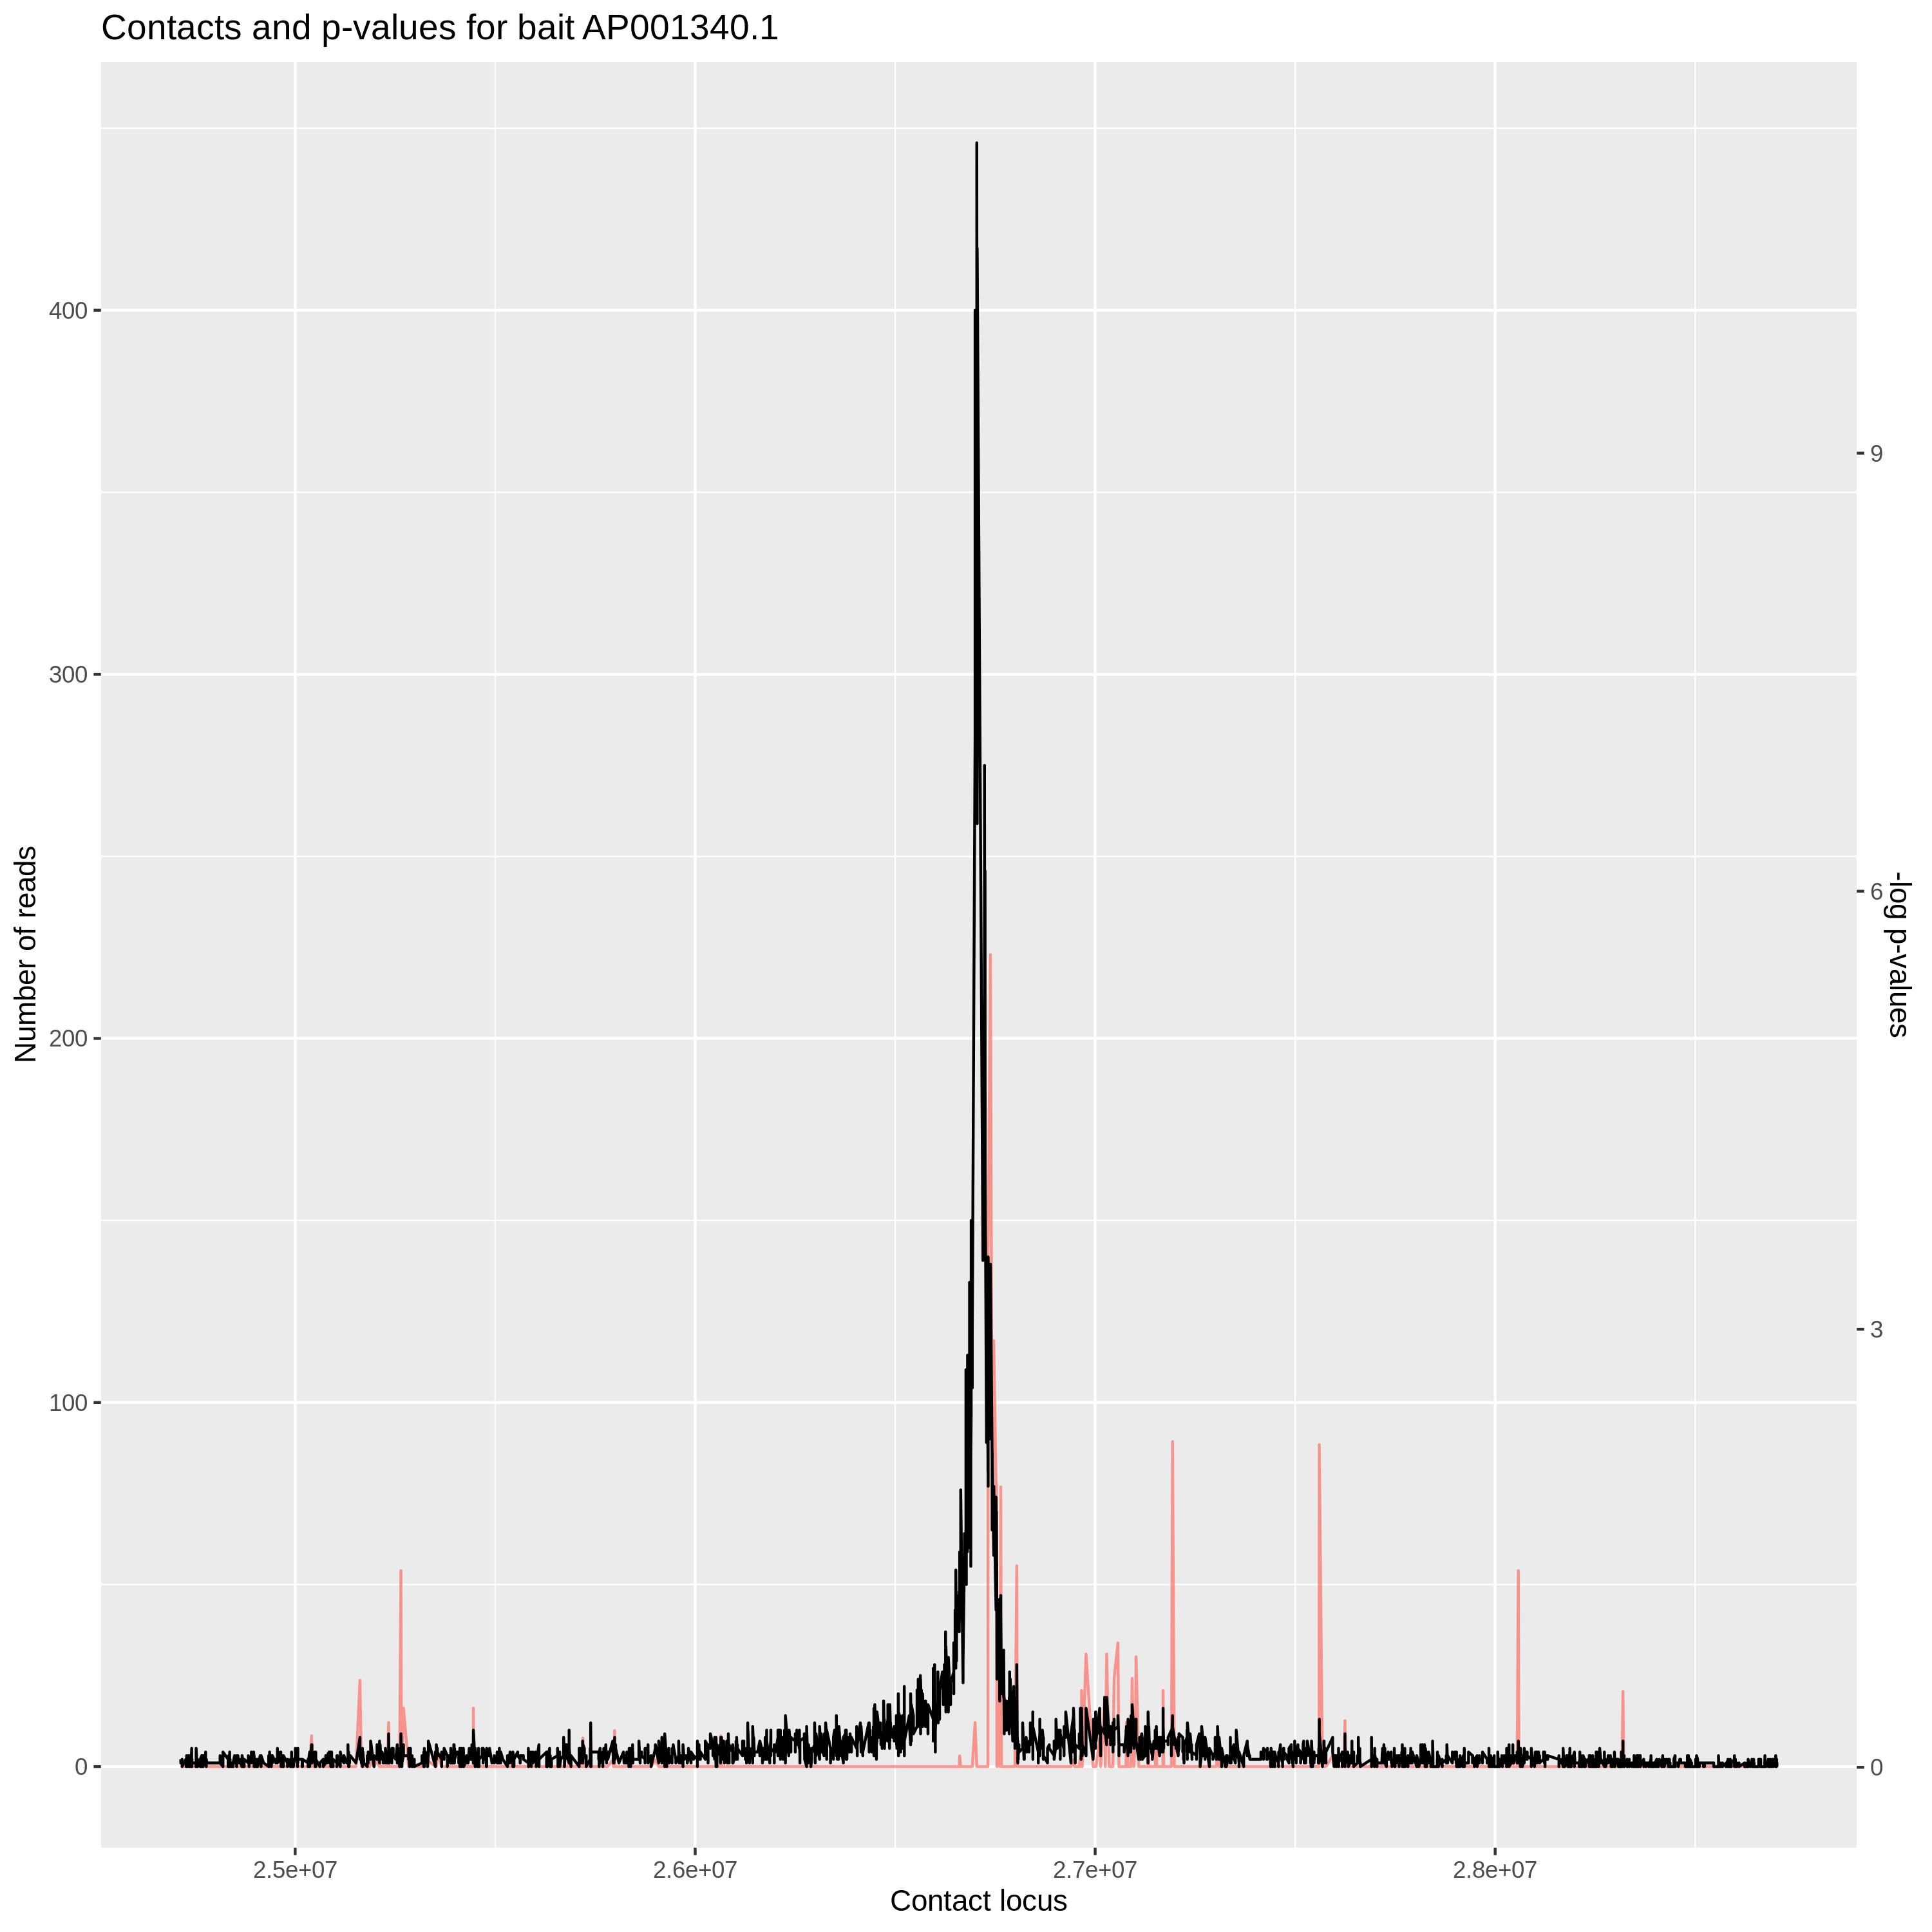 Contacts and p-values for bait AP001340.1
400
300
200
100
0
Number of reads
9
6
3
0
-log p-values
2.5e+07
2.6e+07
2.7e+07
2.8e+07
Contact locus